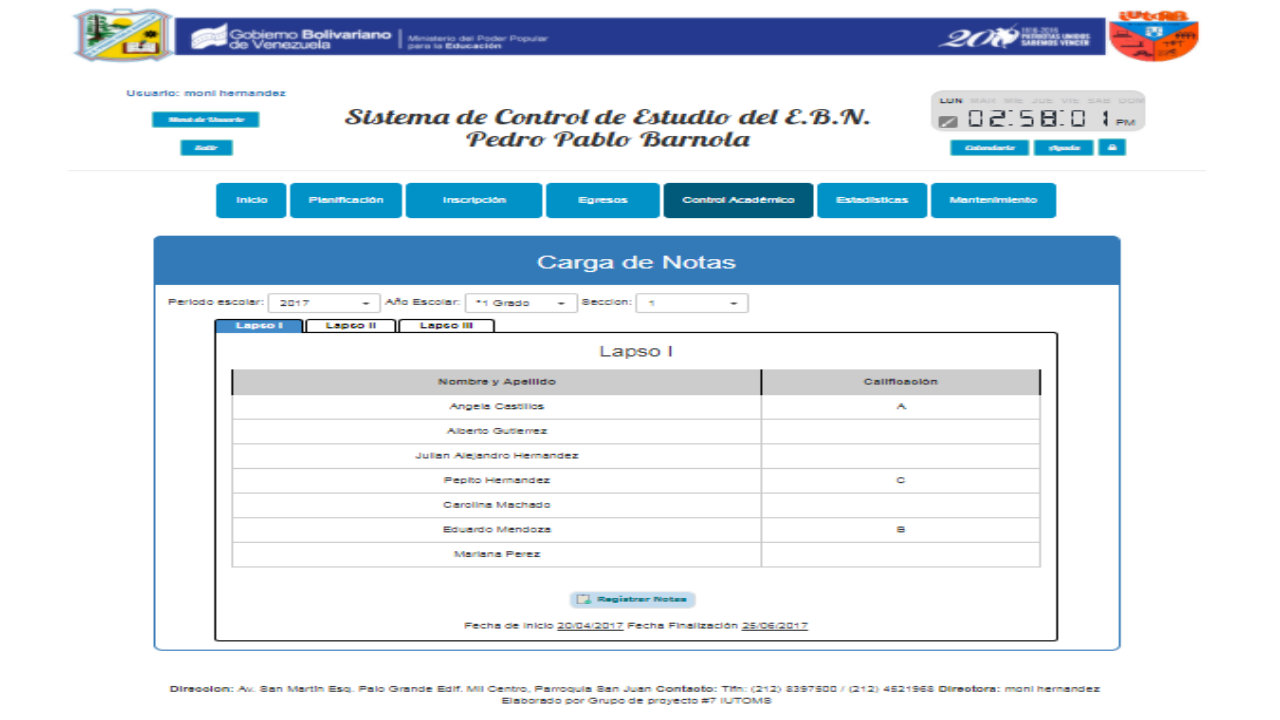 Gobierno Bolivariano de Venezuela
Ministerio del Poder Popular para la Educación
PATRIOTAS UNIDOS
SABEMOS VENCER
Usuario: moni hernandez
Menú de Usuario
Salir
Sistema de Control de Estudio del E.B.N.
Pedro Pablo Barnola
LUN MAR MIE JUE VIE SAB DOM
02:58:01 PM
Calendario Ayuda
Inicio Planificación Inscripción Egresos Control Académico Estadísticas Mantenimiento
Carga de Notas
Periodo escolar: 2017 Año Escolar: *1 Grado Seccion: 1
Lapso I Lapso II Lapso III
Lapso I
Nombre y Apellido Calificación
Angela Castillos A
Alberto Gutierrez
Julian Alejandro Hernandez
Pepito Hernandez C
Carolina Machado
Eduardo Mendoza B
Mariana Perez
Registrar Notas
Fecha de Inicio 20/04/2017 Fecha Finalización 25/06/2017
Direccion: Av. San Martin Esq. Palo Grande Edif. Mil Centro, Parroquia San Juan Contacto: Tlfn: (212) 8397500 / (212) 4521968 Directora: moni hernandez
Elaborado por Grupo de proyecto #7 IUTOMS